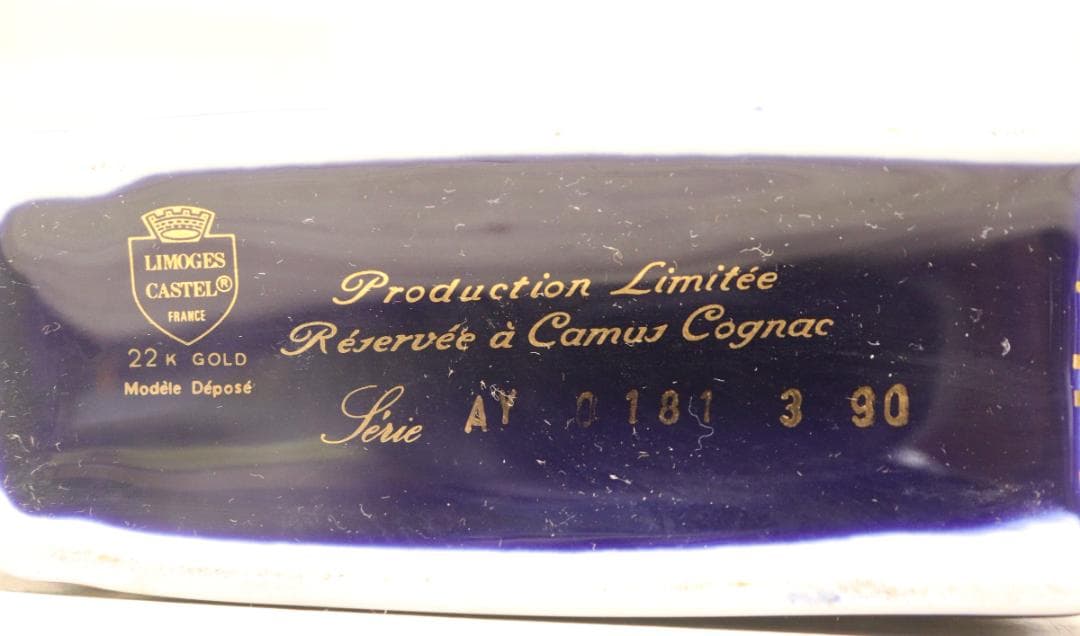 LIMOGES
CASTEL®
FRANCE
22 K GOLD
Modèle Déposé
Production Limitée
Réservée à Camus Cognac
Série AY 0181 3 90